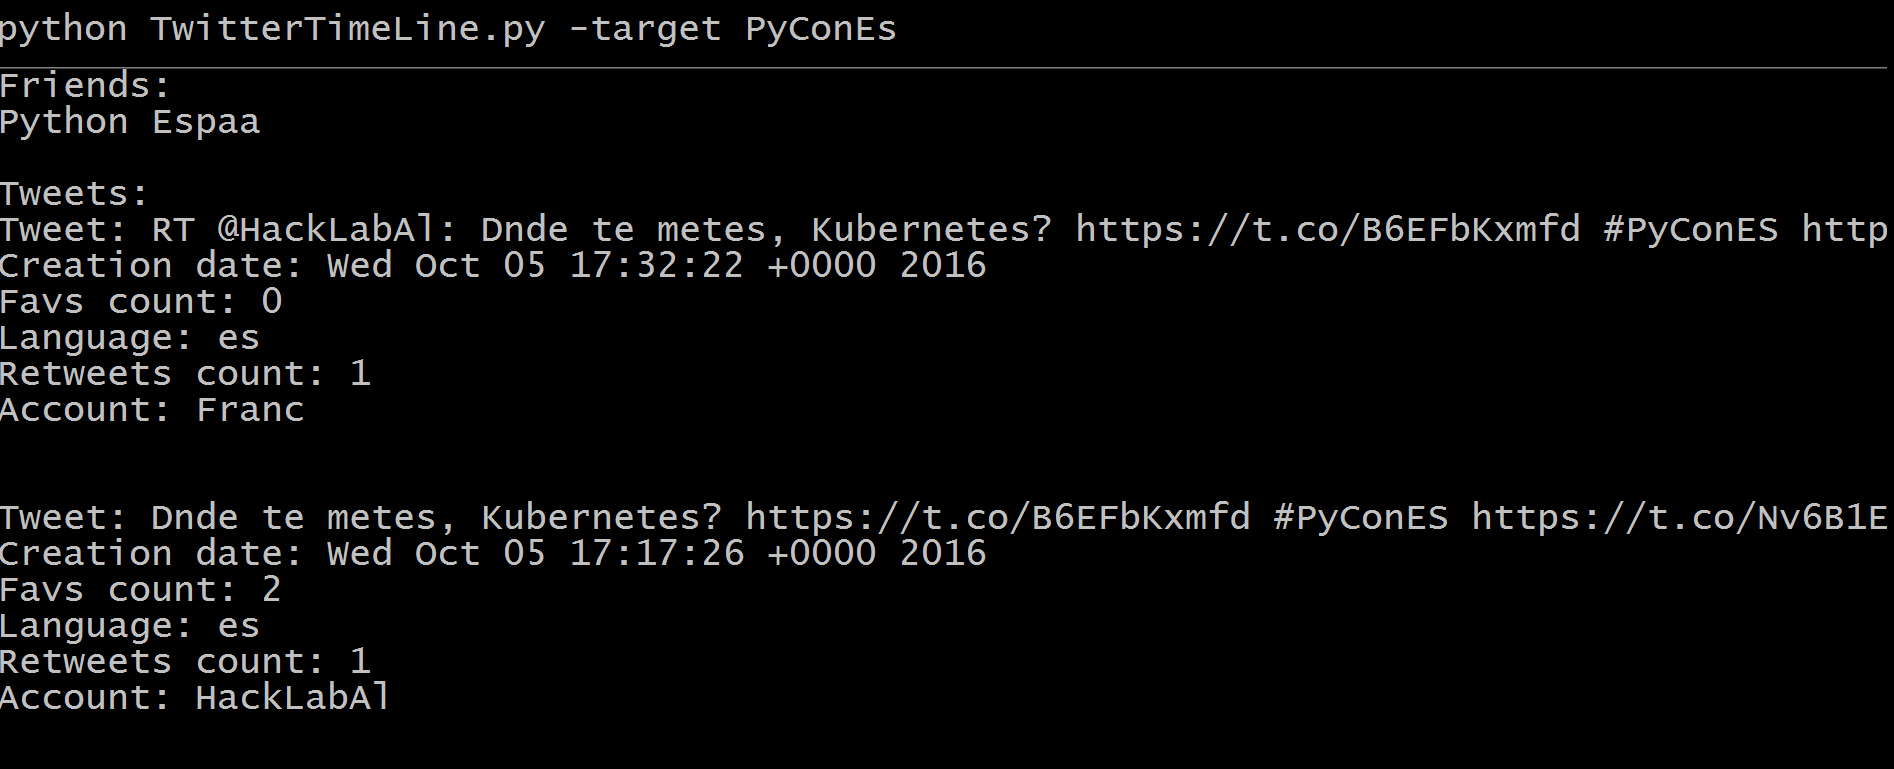 python TwitterTimeLine.py -target PyConEs
Friends:
Python Espaa
Tweets:
Tweet: RT @HackLabAl: Dnde te metes, Kubernetes? https://t.co/B6EFbKxmfd #PyConES http
Creation date: Wed Oct 05 17:32:22 +0000 2016
Favs count: 0
Language: es
Retweets count: 1
Account: Franc
Tweet: Dnde te metes, Kubernetes? https://t.co/B6EFbKxmfd #PyConES https://t.co/Nv6B1E
Creation date: Wed Oct 05 17:17:26 +0000 2016
Favs count: 2
Language: es
Retweets count: 1
Account: HackLabAl